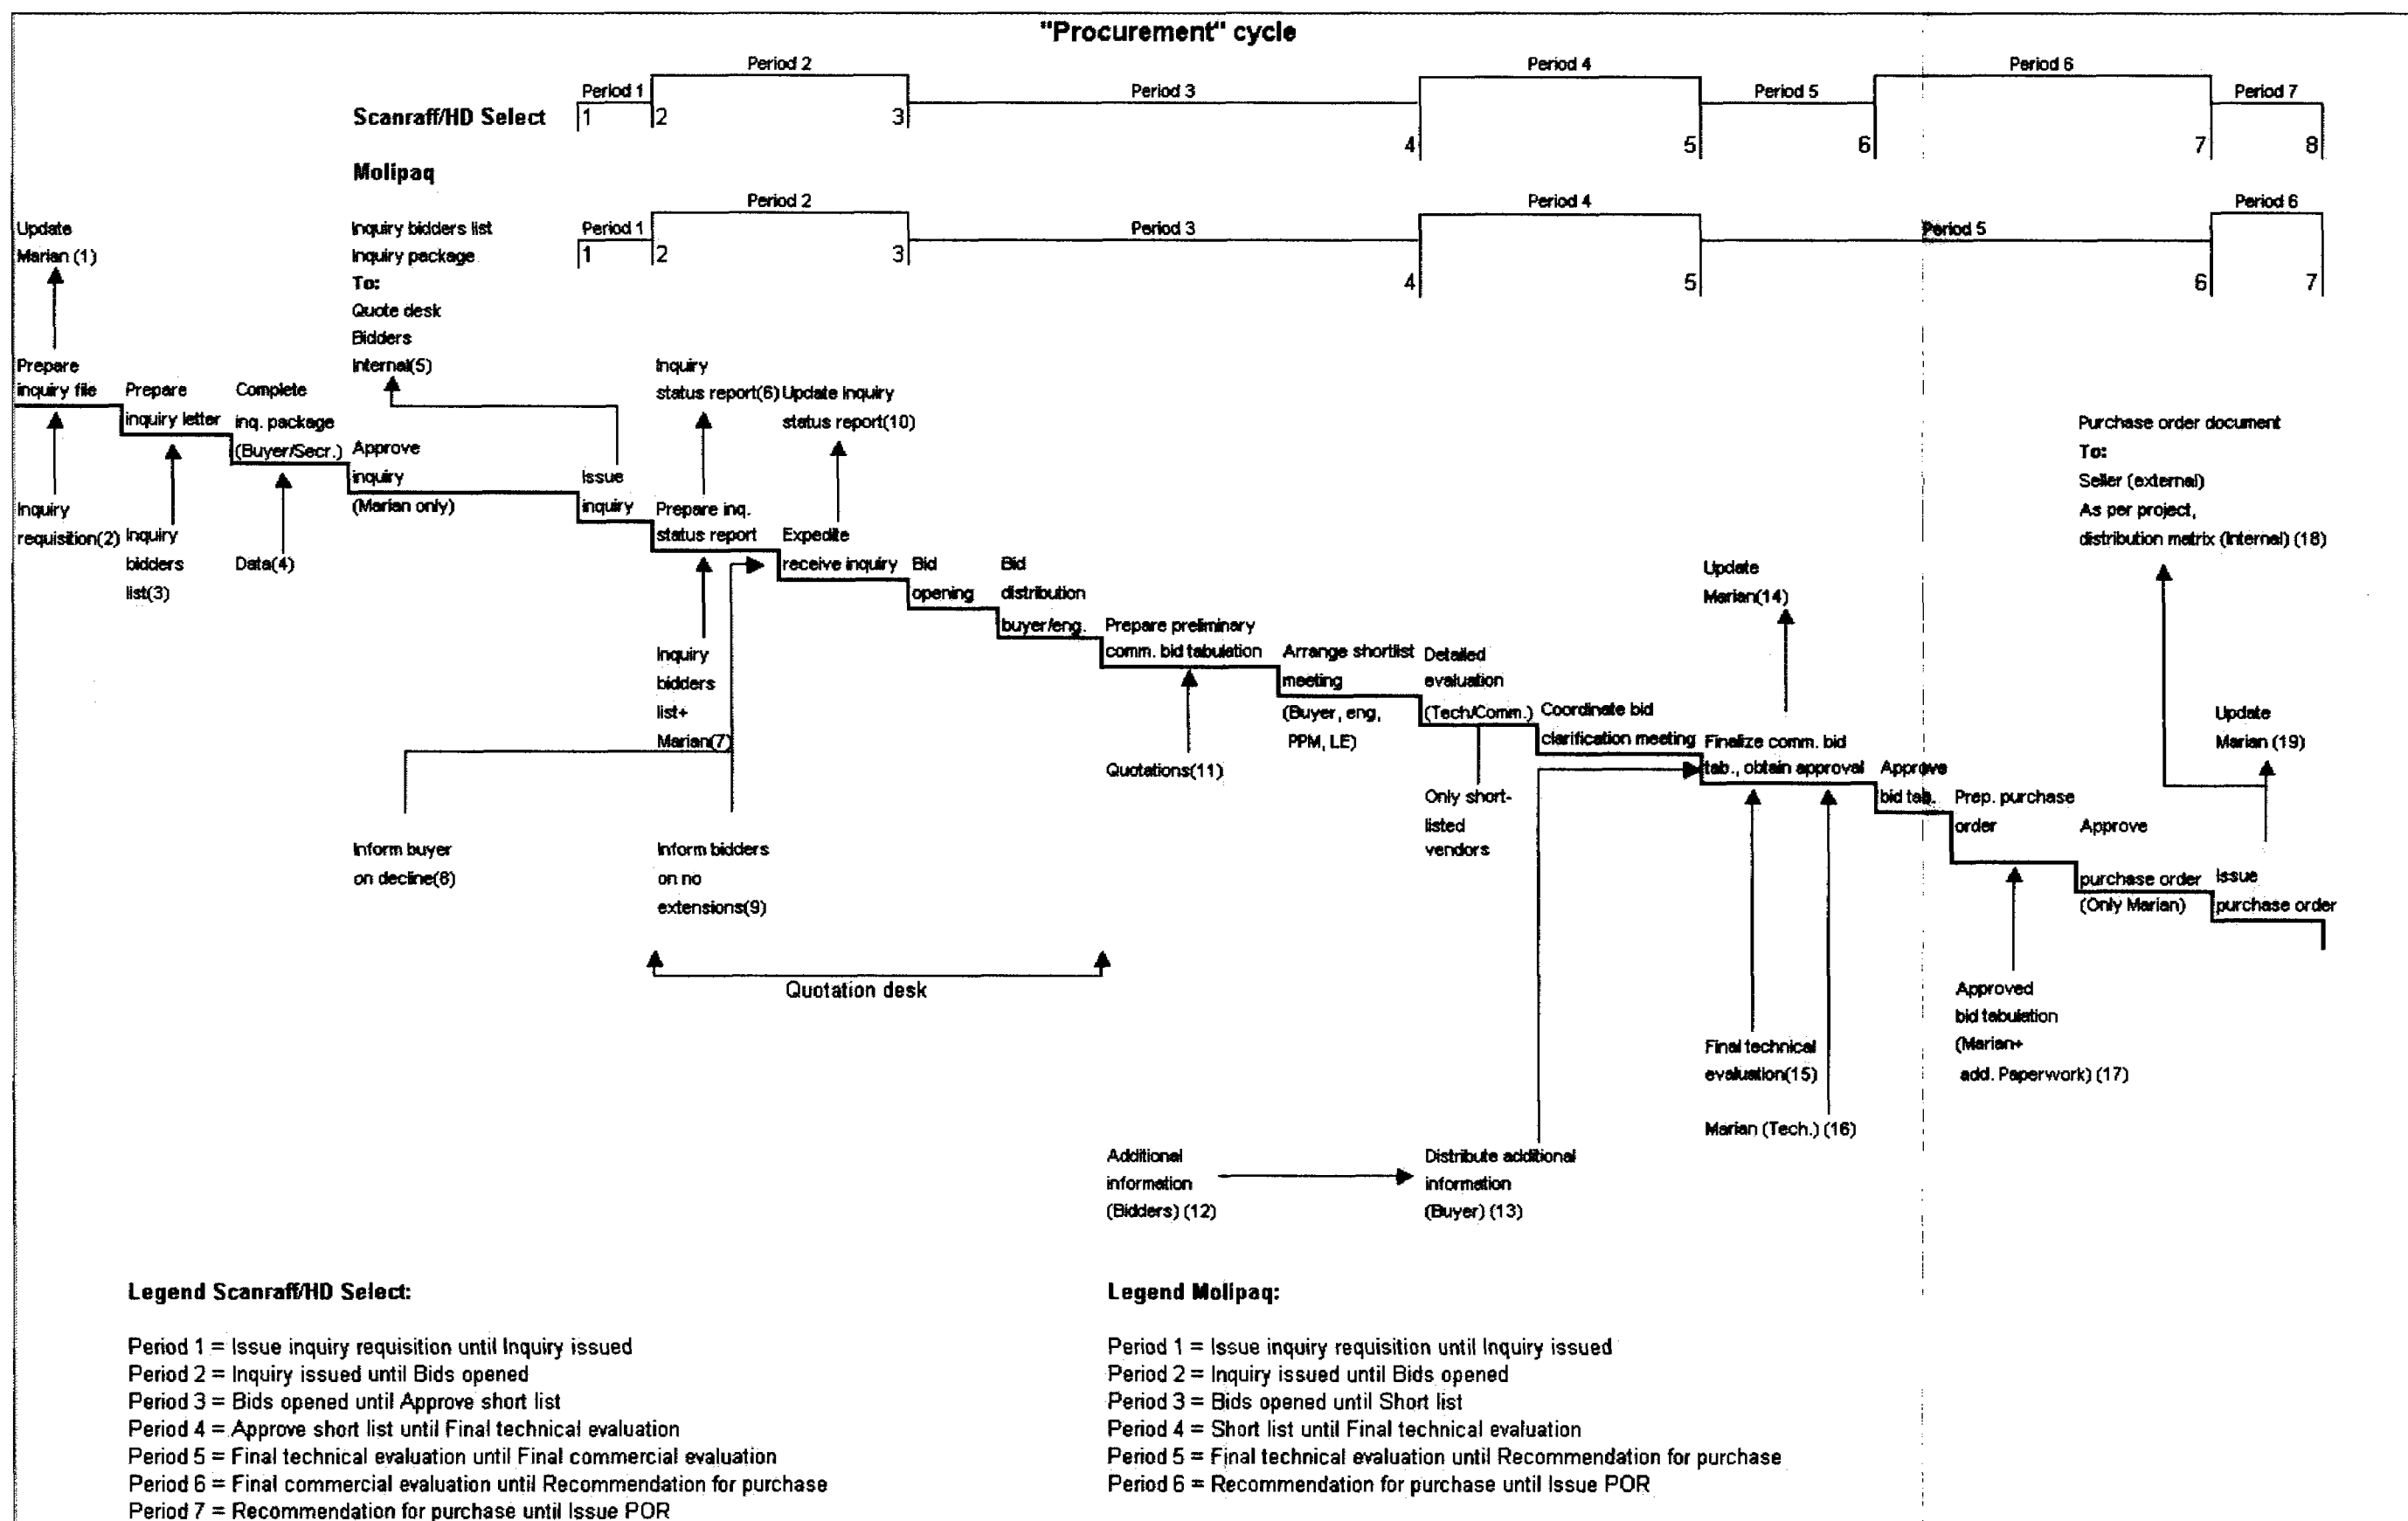 "Procurement" cycle
Period 2
Period 4
Period 6
Period 1
Period 3
Period 5
Period 7
Scanraff/HD Select
1
2
3
4
5
6
7
8
Molipaq
Period 2
Period 4
Period 6
Period 1
Period 3
Period 5
1
2
3
4
5
6
7
Update
Marian (1)
Inquiry bidders list
Inquiry package
To:
Quote desk
Bidders
Internal(5)
Prepare
inquiry file
Prepare
inquiry letter
Complete
inq. package
(Buyer/Secr.)
Approve
inquiry
(Marian only)
Issue
inquiry
Inquiry
status report(6)
Update inquiry
status report(10)
Inquiry
requisition(2)
Inquiry
bidders
list(3)
Data(4)
Prepare inq.
status report
Expedite
receive inquiry
Bid
opening
Bid
distribution
buyer/eng.
Inquiry
bidders
list+
Marian(7)
Prepare preliminary
comm. bid tabulation
Arrange shortlist
meeting
(Buyer, eng,
PPM, LE)
Detailed
evaluation
(Tech/Comm.)
Coordinate bid
clarification meeting
Update
Marian(14)
Finalize comm. bid
tab., obtain approval
Approve
bid tab.
Prep. purchase
order
Approve
purchase order
(Only Marian)
Issue
purchase order
Purchase order document
To:
Seller (external)
As per project,
distribution matrix (Internal) (18)
Update
Marian (19)
Quotations(11)
Only short-
listed
vendors
Inform buyer
on decline(8)
Inform bidders
on no
extensions(9)
Quotation desk
Approved
bid tabulation
(Marian+
add. Paperwork) (17)
Final technical
evaluation(15)
Marian (Tech.) (16)
Additional
information
(Bidders) (12)
Distribute additional
information
(Buyer) (13)
Legend Scanraff/HD Select:
Period 1 = Issue inquiry requisition until Inquiry issued
Period 2 = Inquiry issued until Bids opened
Period 3 = Bids opened until Approve short list
Period 4 = Approve short list until Final technical evaluation
Period 5 = Final technical evaluation until Final commercial evaluation
Period 6 = Final commercial evaluation until Recommendation for purchase
Period 7 = Recommendation for purchase until Issue POR
Legend Molipaq:
Period 1 = Issue inquiry requisition until Inquiry issued
Period 2 = Inquiry issued until Bids opened
Period 3 = Bids opened until Short list
Period 4 = Short list until Final technical evaluation
Period 5 = Final technical evaluation until Recommendation for purchase
Period 6 = Recommendation for purchase until Issue POR